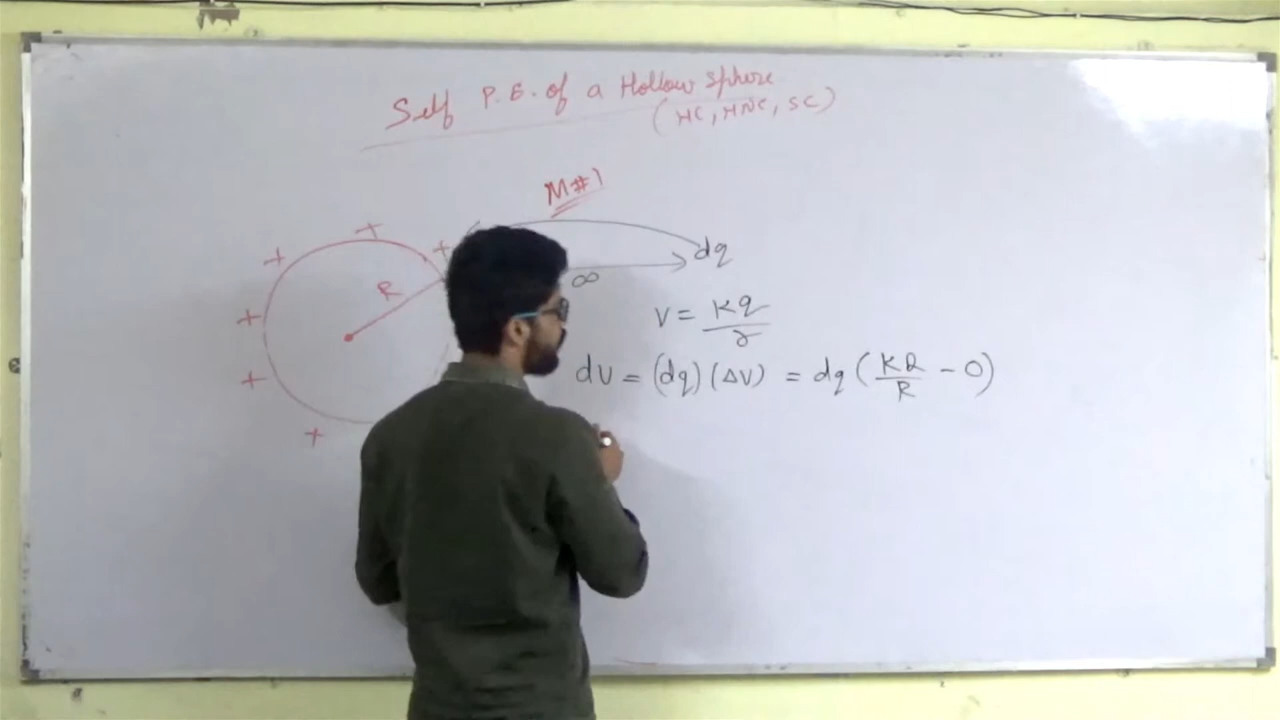 Self P.E. of a Hollow sphere
(HC, HNC, SC)
M#1
+ + + + + + +
R
dq
∞
V = Kq/r
dU = (dq)(ΔV) = dq(KQ/R - 0)